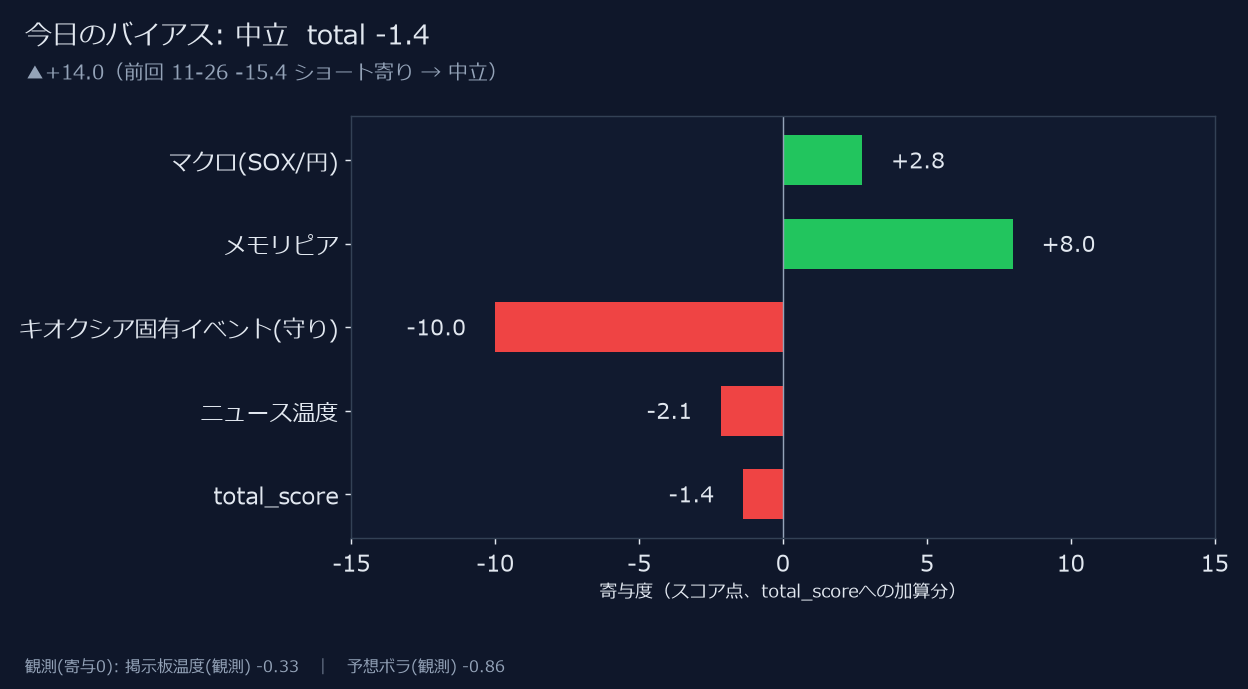 今日のバイアス: 中立  total -1.4
▲+14.0（前回 11-26 -15.4 ショート寄り → 中立）
マクロ(SOX/円)
+2.8
メモリピア
+8.0
キオクシア固有イベント(守り)
-10.0
ニュース温度
-2.1
total_score
-1.4
-15 -10 -5 0 5 10 15
寄与度（スコア点、total_scoreへの加算分）
観測(寄与0): 掲示板温度(観測) -0.33 ｜ 予想ボラ(観測) -0.86